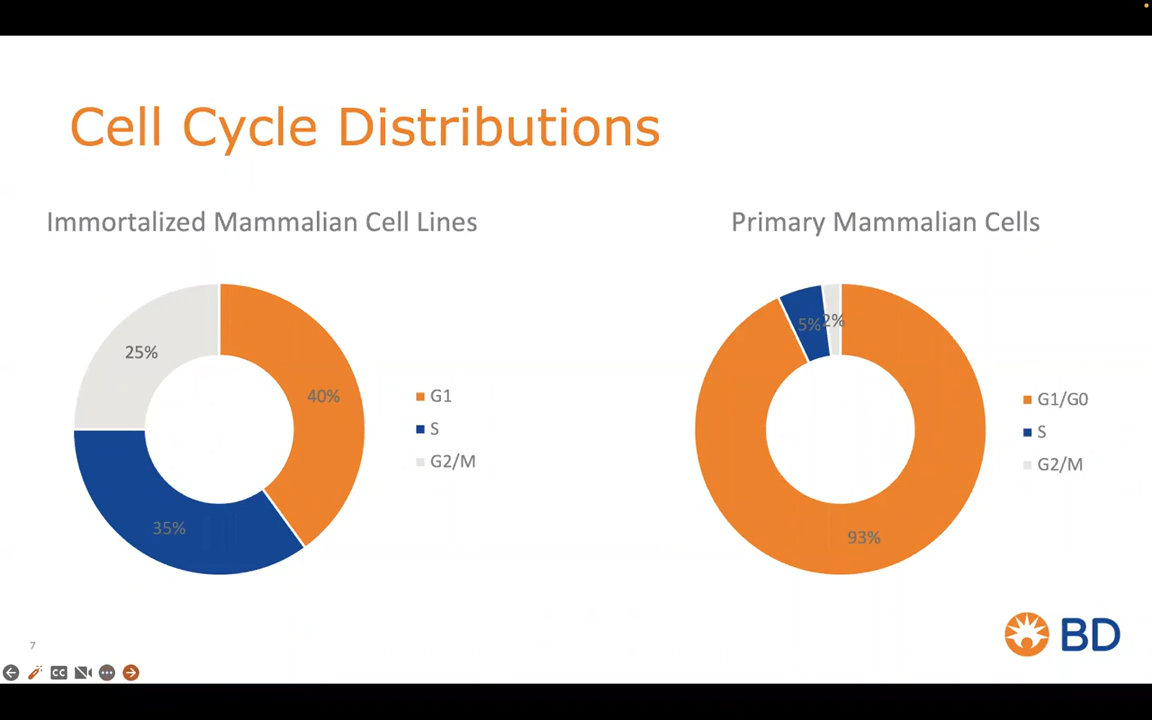 Cell Cycle Distributions
Immortalized Mammalian Cell Lines
25%
40%
35%
G1
S
G2/M
Primary Mammalian Cells
5%
2%
93%
G1/G0
S
G2/M
BD
7
CC